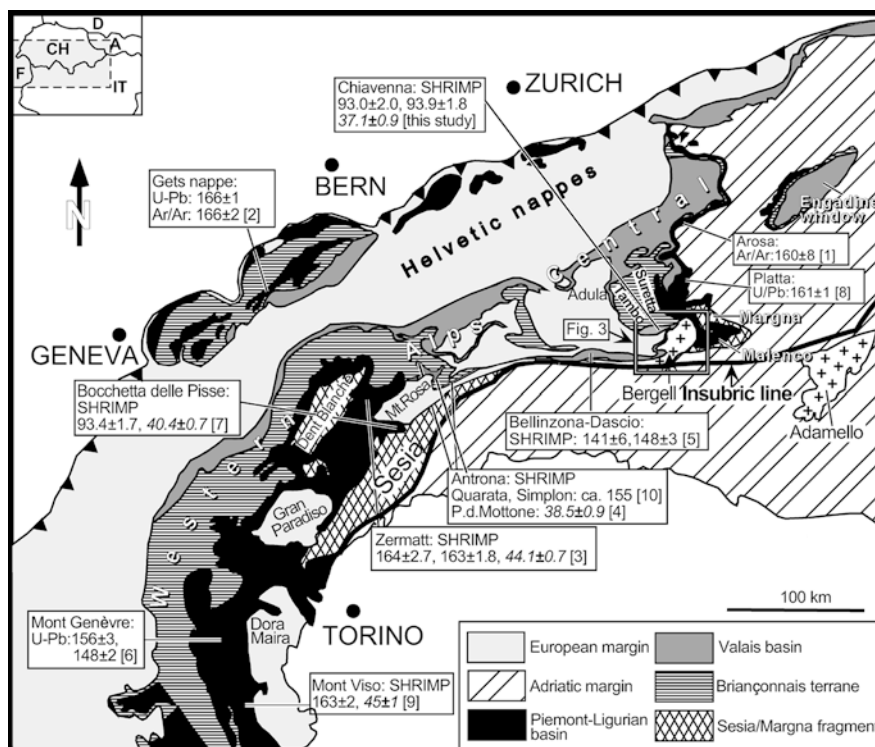 D
CH
A
F
IT
Chiavenna: SHRIMP
93.0±2.0, 93.9±1.8
37.1±0.9 [this study]
ZURICH
BERN
Gets nappe:
U-Pb: 166±1
Ar/Ar: 166±2 [2]
N
Helvetic nappes
Central
Engadine
window
Arosa:
Ar/Ar:160±8 [1]
Platta:
U/Pb:161±1 [8]
Adula
Tambo
Suretta
Margna
Malenco
Fig. 3
GENEVA
Alps
Bergell
Insubric line
Adamello
Bocchetta delle Pisse:
SHRIMP
93.4±1.7, 40.4±0.7 [7]
Dent Blanche
Mt.Rosa
Bellinzona-Dascio:
SHRIMP: 141±6,148±3 [5]
Sesia
Western
Antrona: SHRIMP
Quarata, Simplon: ca. 155 [10]
P.d.Mottone: 38.5±0.9 [4]
Gran
Paradiso
Zermatt: SHRIMP
164±2.7, 163±1.8, 44.1±0.7 [3]
100 km
Mont Genèvre:
U-Pb:156±3,
148±2 [6]
Dora
Maira
TORINO
Mont Viso: SHRIMP
163±2, 45±1 [9]
European margin
Valais basin
Adriatic margin
Briançonnais terrane
Piemont-Ligurian
basin
Sesia/Margna fragment